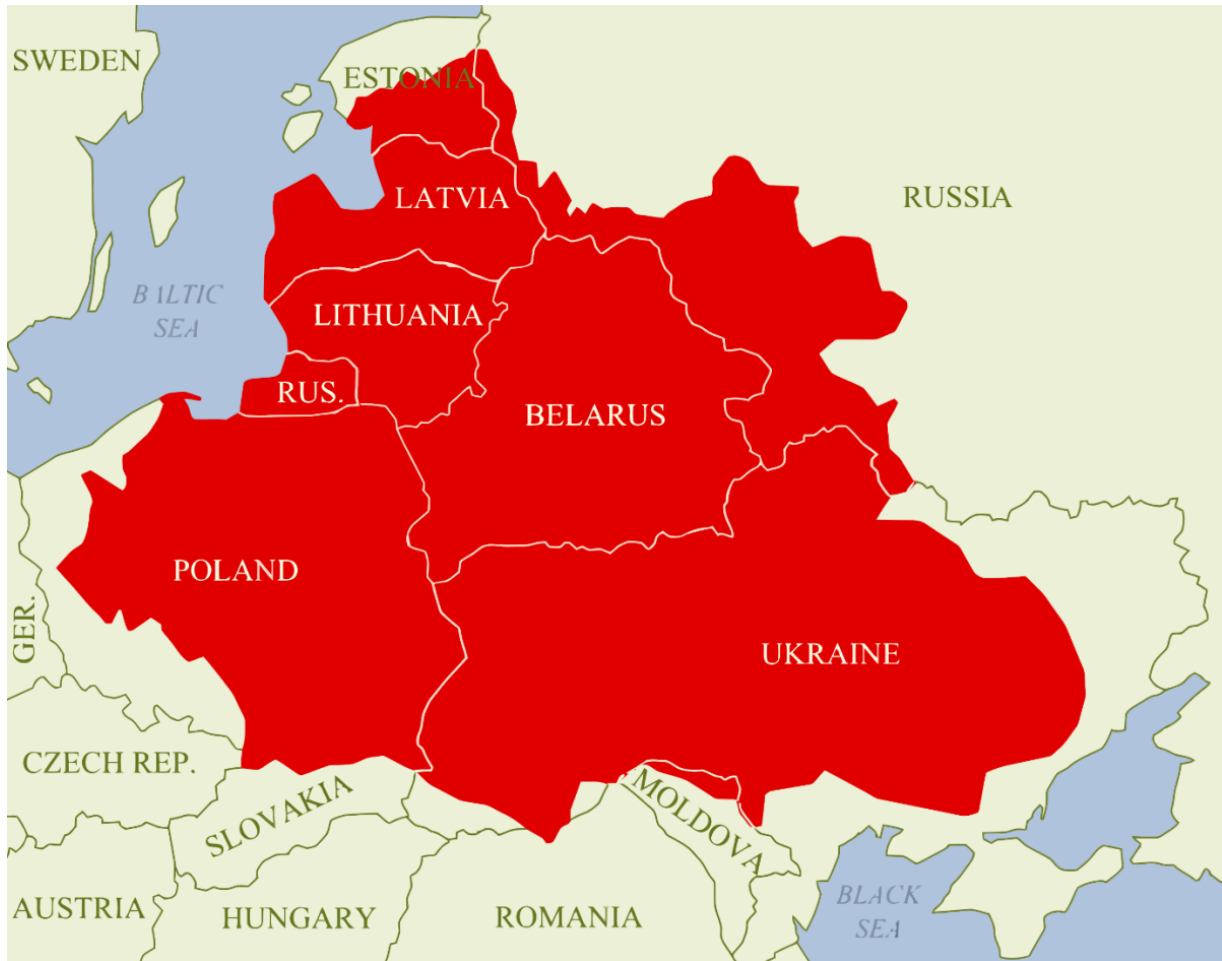 SWEDEN
ESTONIA
RUSSIA
LATVIA
BALTIC
SEA
LITHUANIA
RUS.
BELARUS
POLAND
GER.
UKRAINE
CZECH REP.
SLOVAKIA
MOLDOVA
AUSTRIA
HUNGARY
ROMANIA
BLACK
SEA